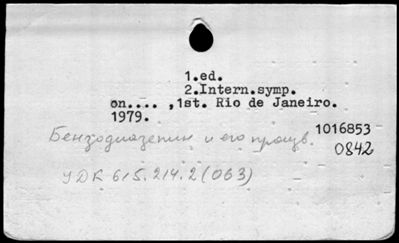 1.ed.
2.Intern.symp.
on.... ,1st. Rio de Janeiro.
1979.
Бензодиазепин и его произв.
1016853
0842
УДК 615.214.2(063)